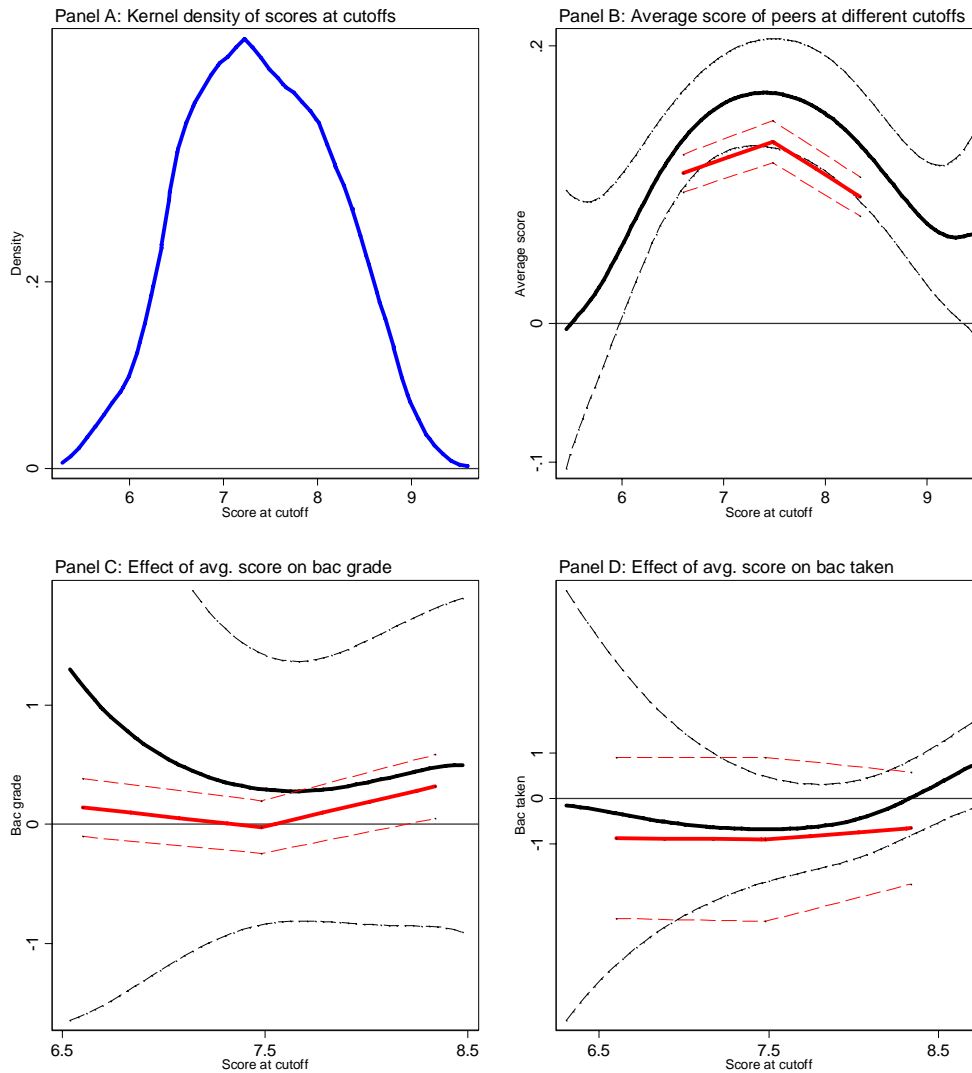 Panel A: Kernel density of scores at cutoffs
Density
.2
0
6 7 8 9
Score at cutoff
Panel B: Average score of peers at different cutoffs
Average score
.2
0
-.1
6 7 8 9
Score at cutoff
Panel C: Effect of avg. score on bac grade
Bac grade
1
0
-1
6.5 7.5 8.5
Score at cutoff
Panel D: Effect of avg. score on bac taken
Bac taken
1
0
-1
6.5 7.5 8.5
Score at cutoff